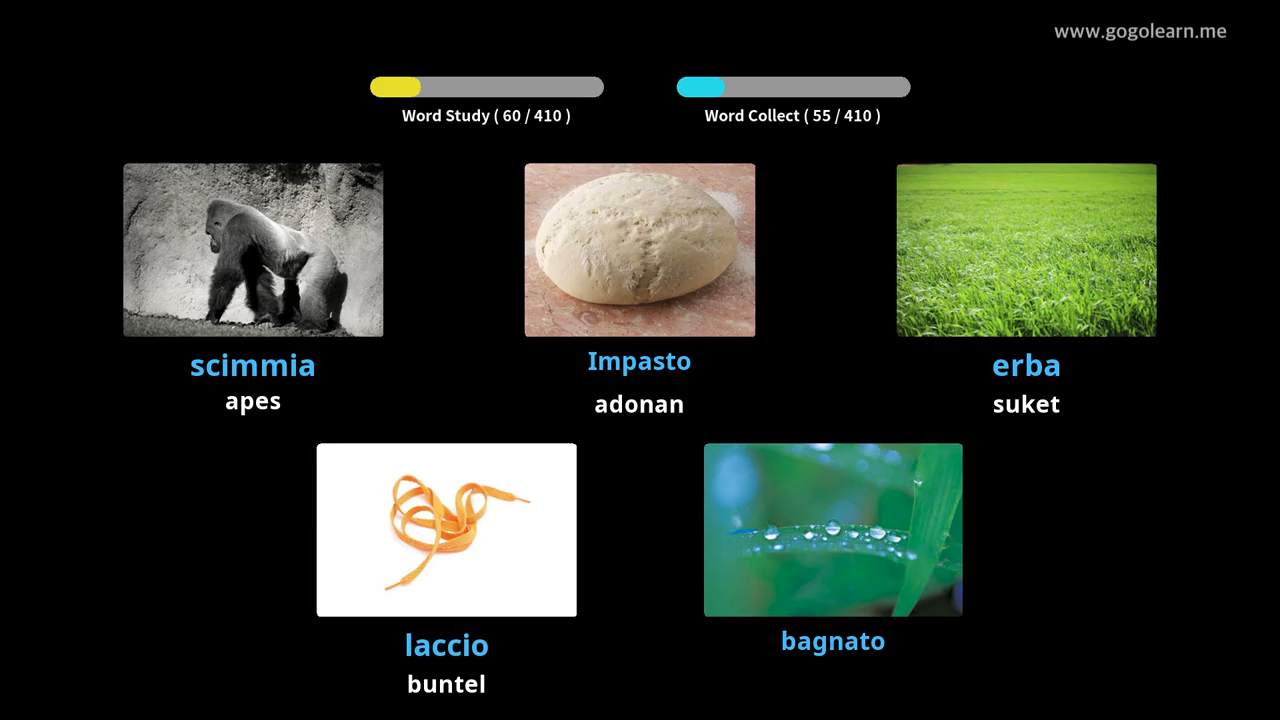 www.gogolearn.me
Word Study ( 60 / 410 )
Word Collect ( 55 / 410 )
scimmia
apes
Impasto
adonan
erba
suket
laccio
buntel
bagnato